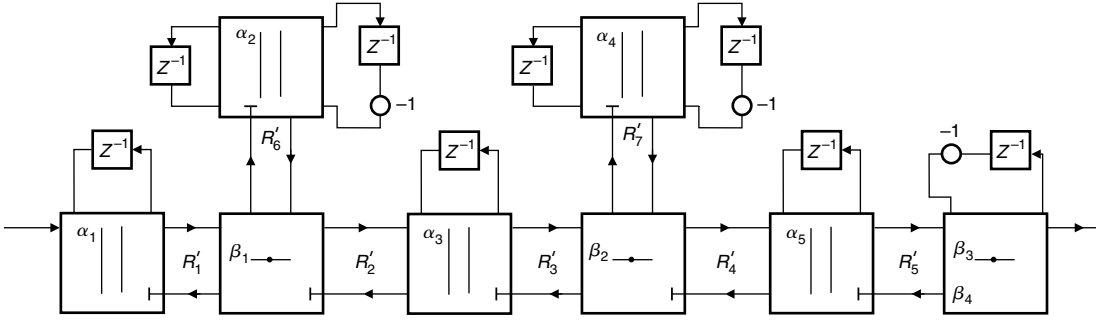 α₂
Z⁻¹
Z⁻¹
−1
R′₆
α₄
Z⁻¹
Z⁻¹
−1
R′₇
Z⁻¹
Z⁻¹
Z⁻¹
−1
Z⁻¹
α₁
R′₁
β₁
R′₂
α₃
R′₃
β₂
R′₄
α₅
R′₅
β₃
β₄